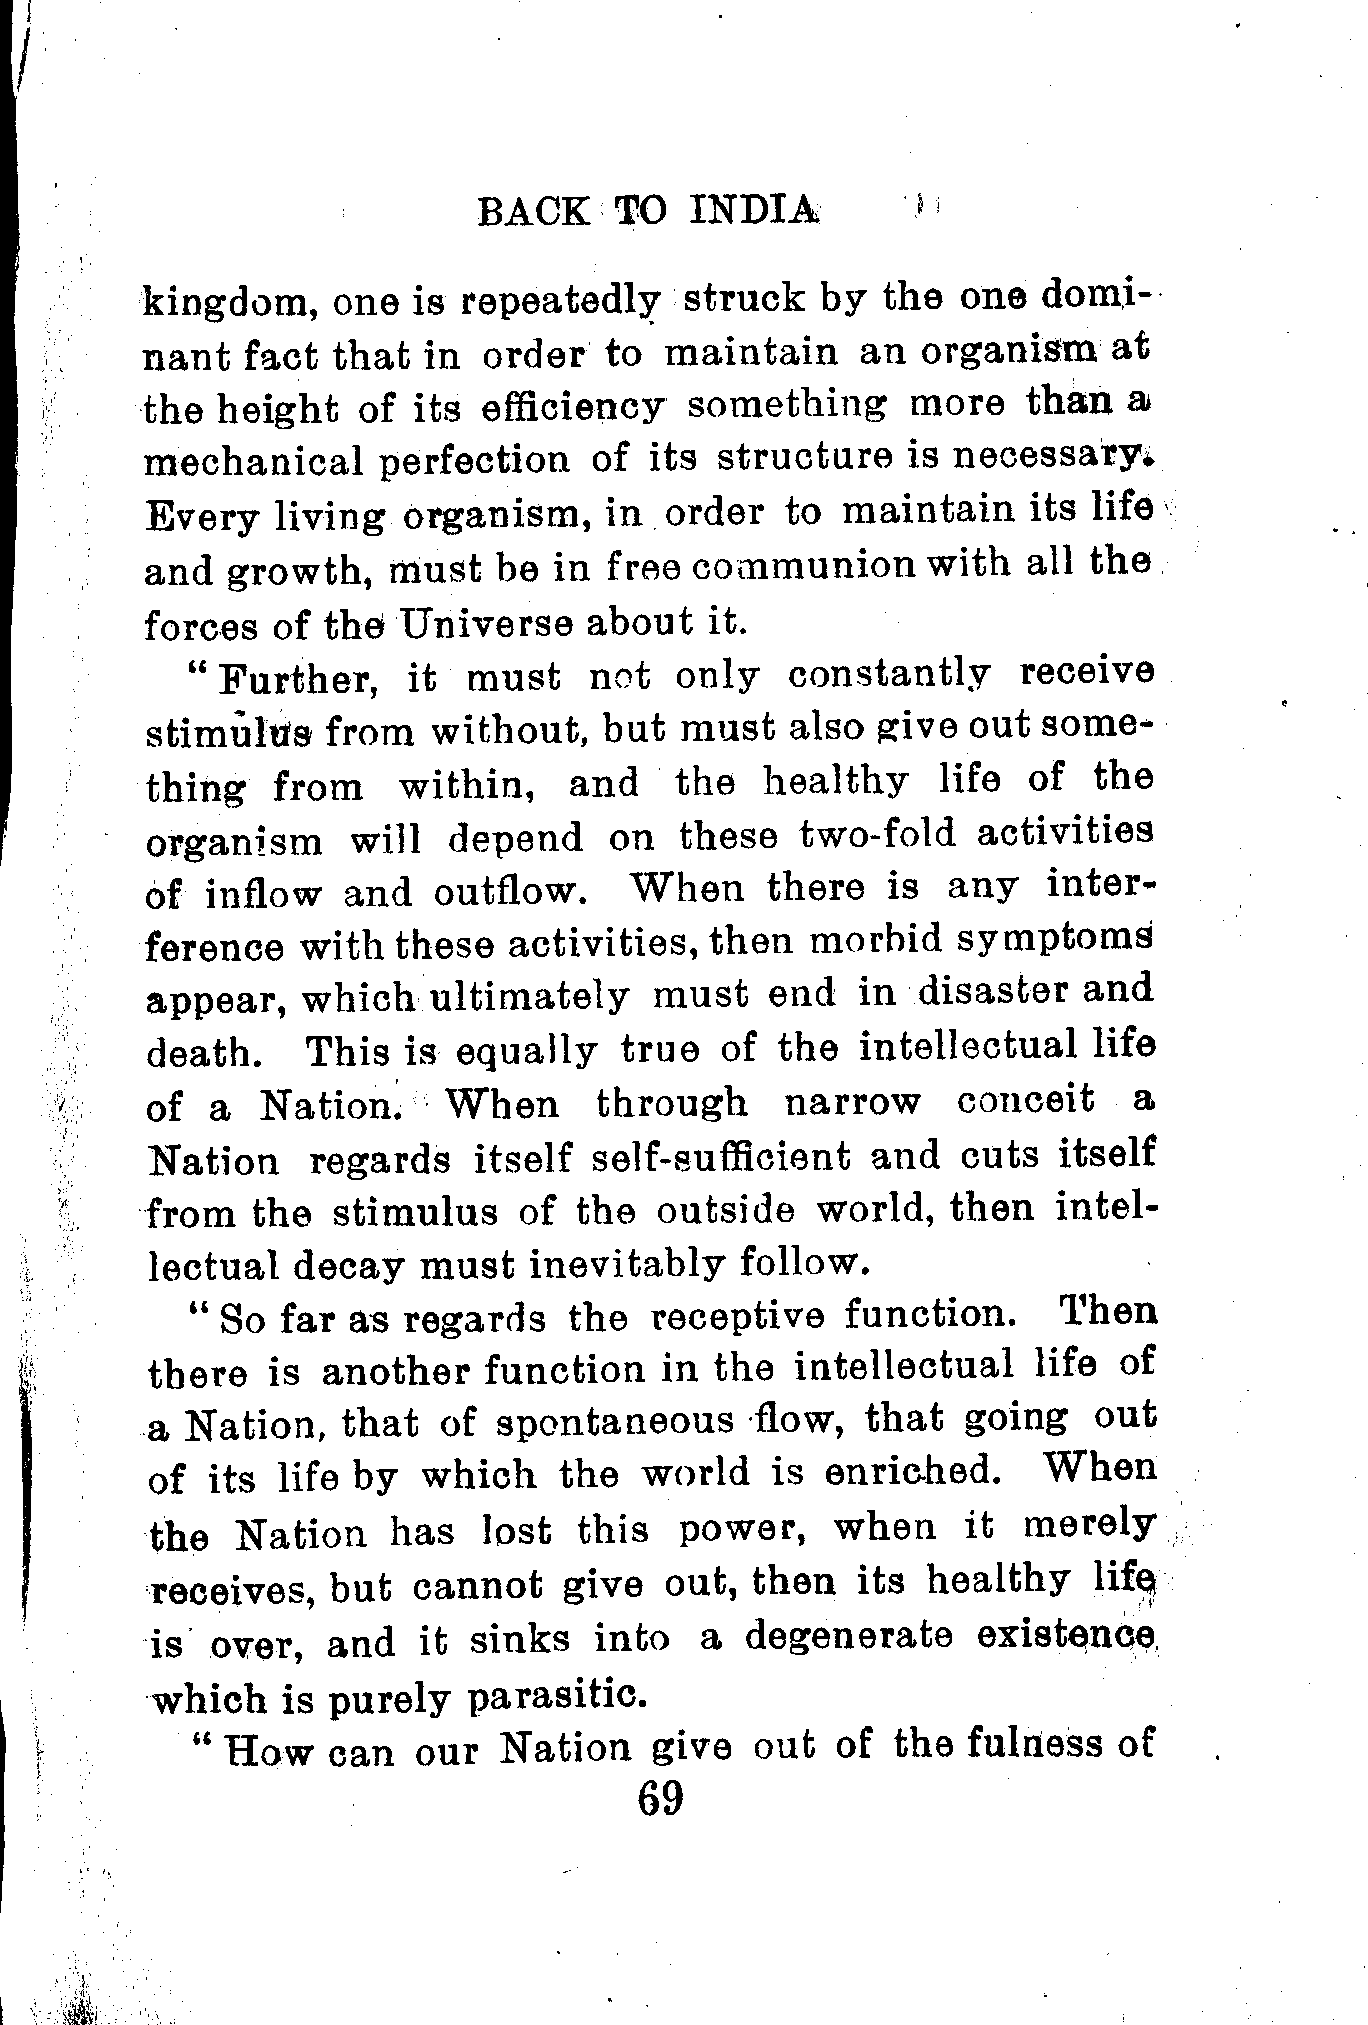 BACK TO INDIA
kingdom, one is repeatedly struck by the one domi-
nant fact that in order to maintain an organism at
the height of its efficiency something more than a
mechanical perfection of its structure is necessary.
Every living organism, in order to maintain its life
and growth, must be in free communion with all the
forces of the Universe about it.
“ Further, it must not only constantly receive
stimulus from without, but must also give out some-
thing from within, and the healthy life of the
organism will depend on these two-fold activities
of inflow and outflow. When there is any inter-
ference with these activities, then morbid symptoms
appear, which ultimately must end in disaster and
death. This is equally true of the intellectual life
of a Nation. When through narrow conceit a
Nation regards itself self-sufficient and cuts itself
from the stimulus of the outside world, then intel-
lectual decay must inevitably follow.
“ So far as regards the receptive function. Then
there is another function in the intellectual life of
a Nation, that of spontaneous flow, that going out
of its life by which the world is enriched. When
the Nation has lost this power, when it merely
receives, but cannot give out, then its healthy life
is over, and it sinks into a degenerate existence
which is purely parasitic.
“ How can our Nation give out of the fulness of
69